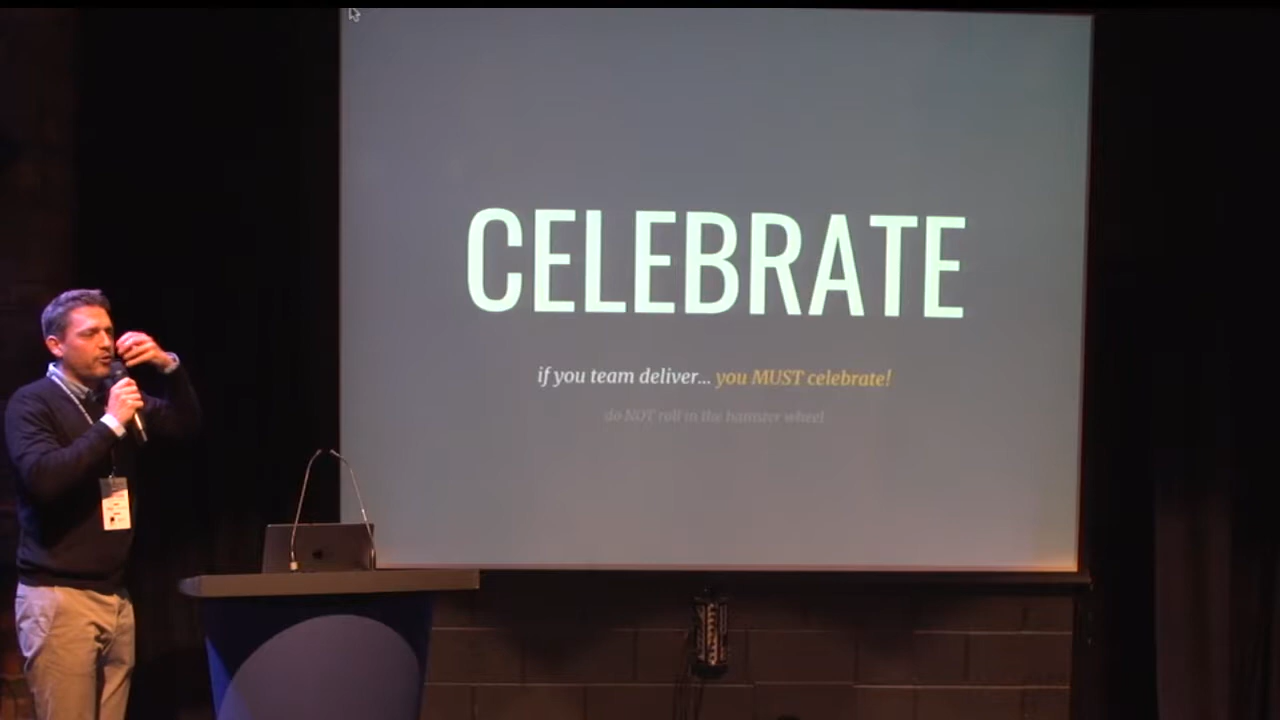 CELEBRATE
if you team deliver... you MUST celebrate!
do NOT roll in the hamster wheel